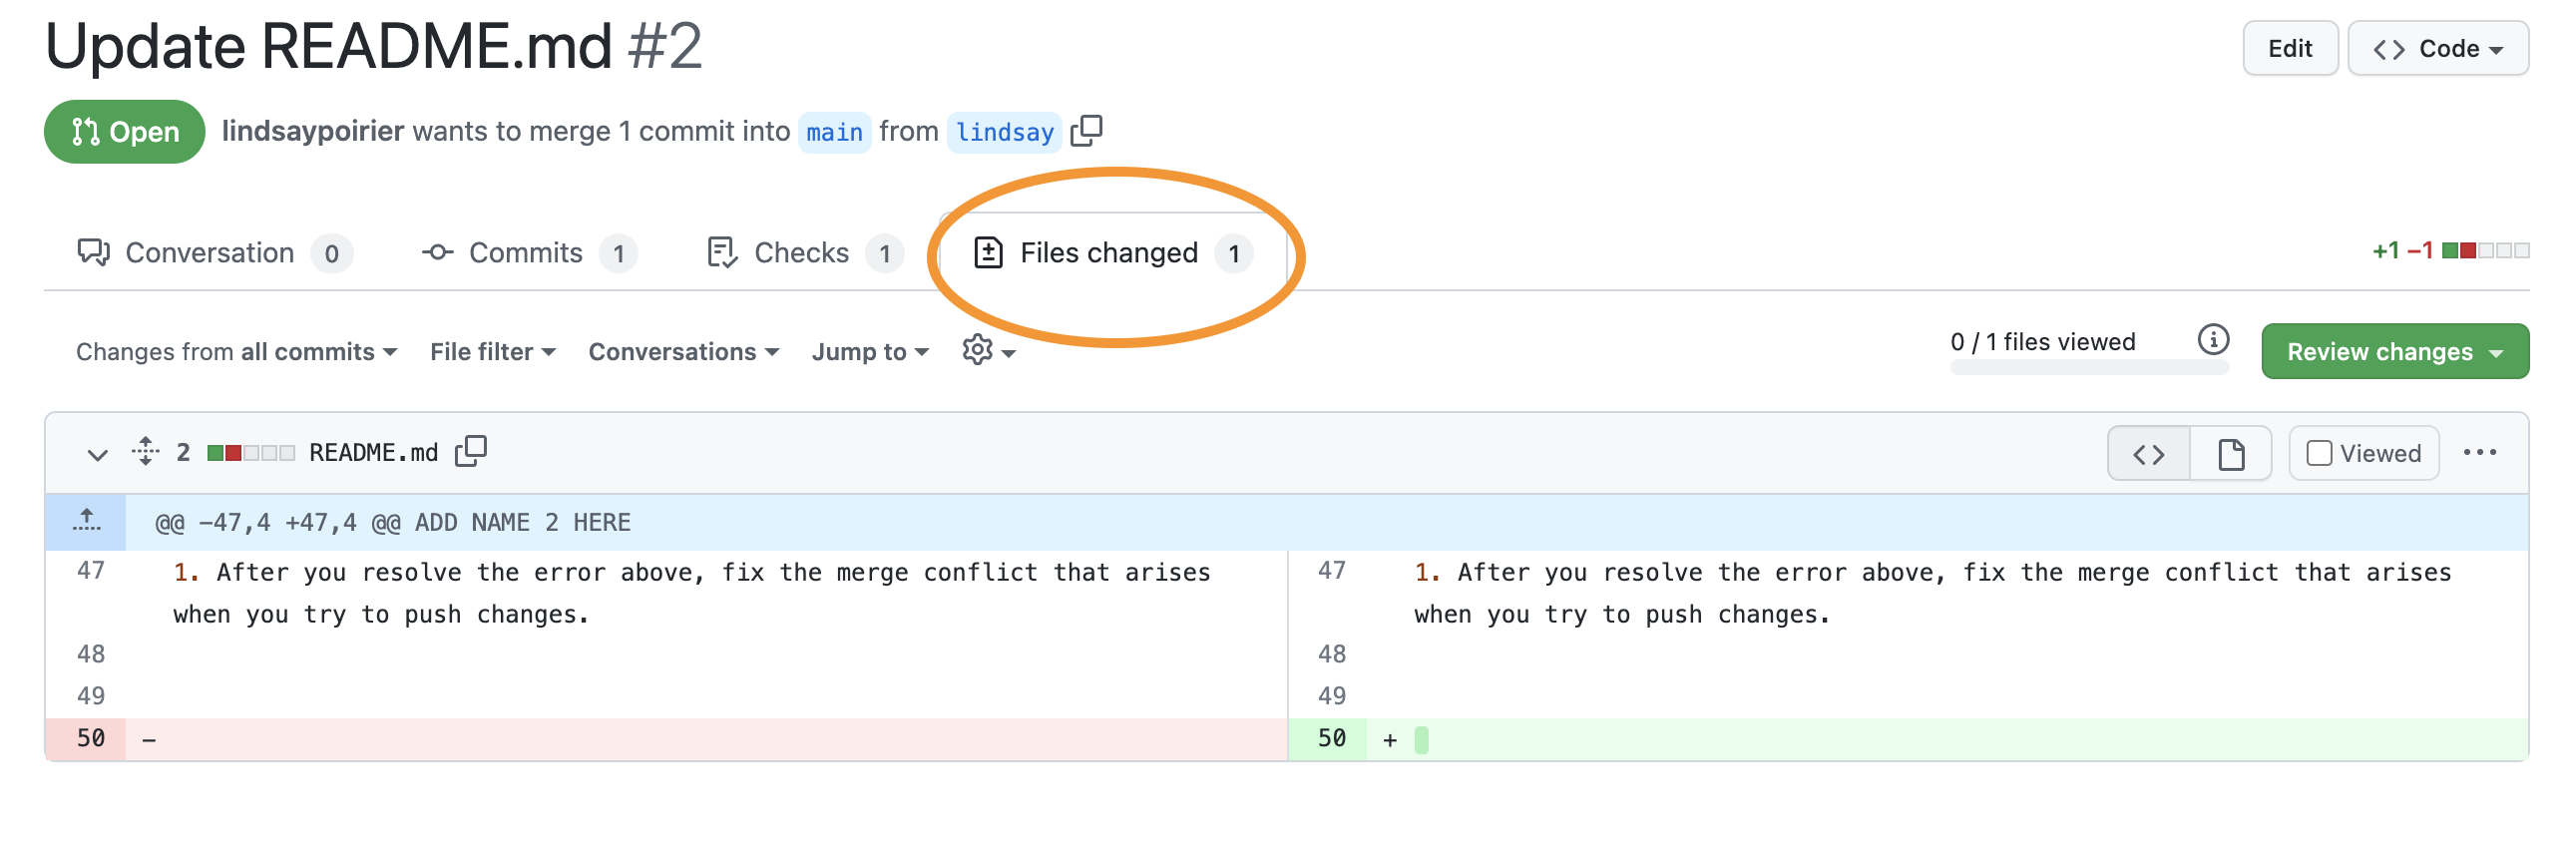 Update README.md #2
Edit
Code
Open
lindsaypoirier wants to merge 1 commit into main from lindsay
Conversation 0
Commits 1
Checks 1
Files changed 1
+1 −1
Changes from all commits
File filter
Conversations
Jump to
0 / 1 files viewed
Review changes
2
README.md
Viewed
@@ -47,4 +47,4 @@ ADD NAME 2 HERE
47 1. After you resolve the error above, fix the merge conflict that arises
when you try to push changes.
48
49
50 -
47 1. After you resolve the error above, fix the merge conflict that arises
when you try to push changes.
48
49
50 +